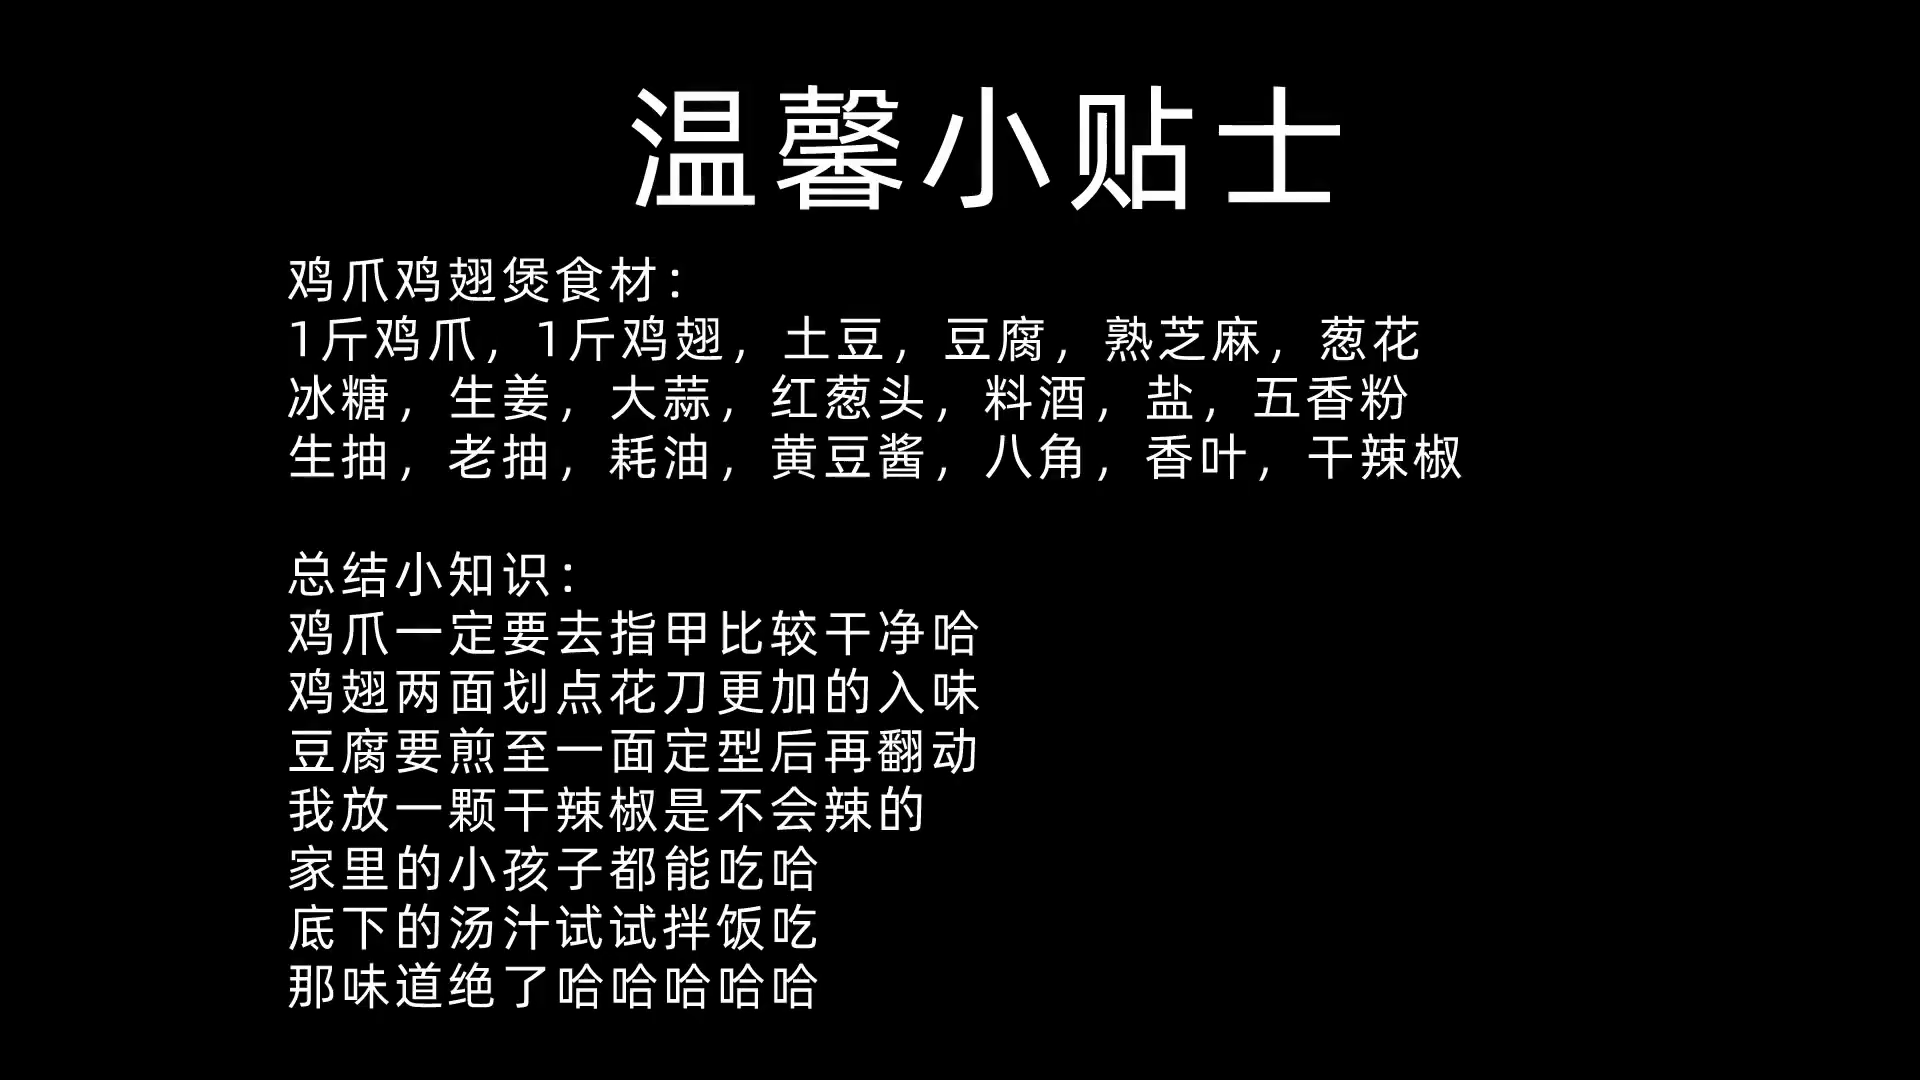 温馨小贴士
鸡爪鸡翅煲食材：
1斤鸡爪，1斤鸡翅，土豆，豆腐，熟芝麻，葱花
冰糖，生姜，大蒜，红葱头，料酒，盐，五香粉
生抽，老抽，耗油，黄豆酱，八角，香叶，干辣椒
总结小知识：
鸡爪一定要去指甲比较干净哈
鸡翅两面划点花刀更加的入味
豆腐要煎至一面定型后再翻动
我放一颗干辣椒是不会辣的
家里的小孩子都能吃哈
底下的汤汁试试拌饭吃
那味道绝了哈哈哈哈哈